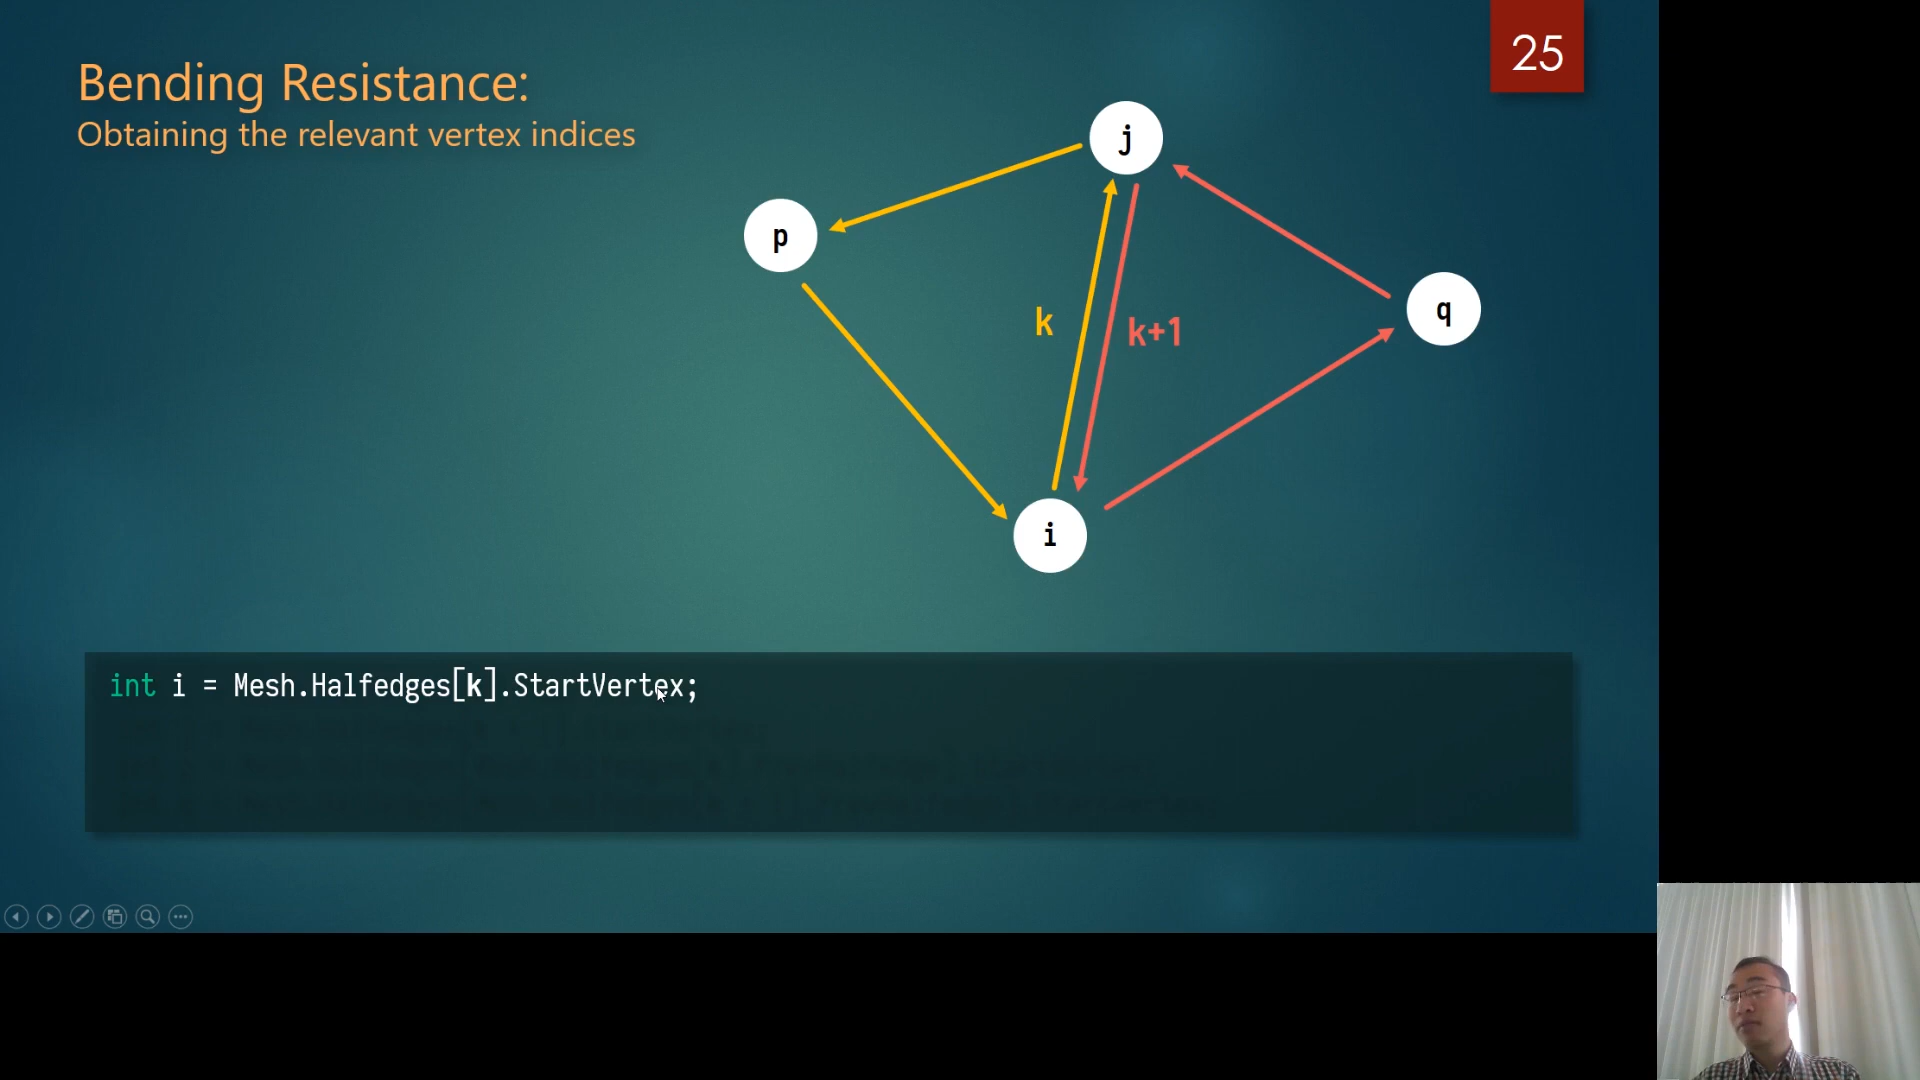 25
Bending Resistance:
Obtaining the relevant vertex indices
j
p
k
k+1
q
i
int i = Mesh.Halfedges[k].StartVertex;